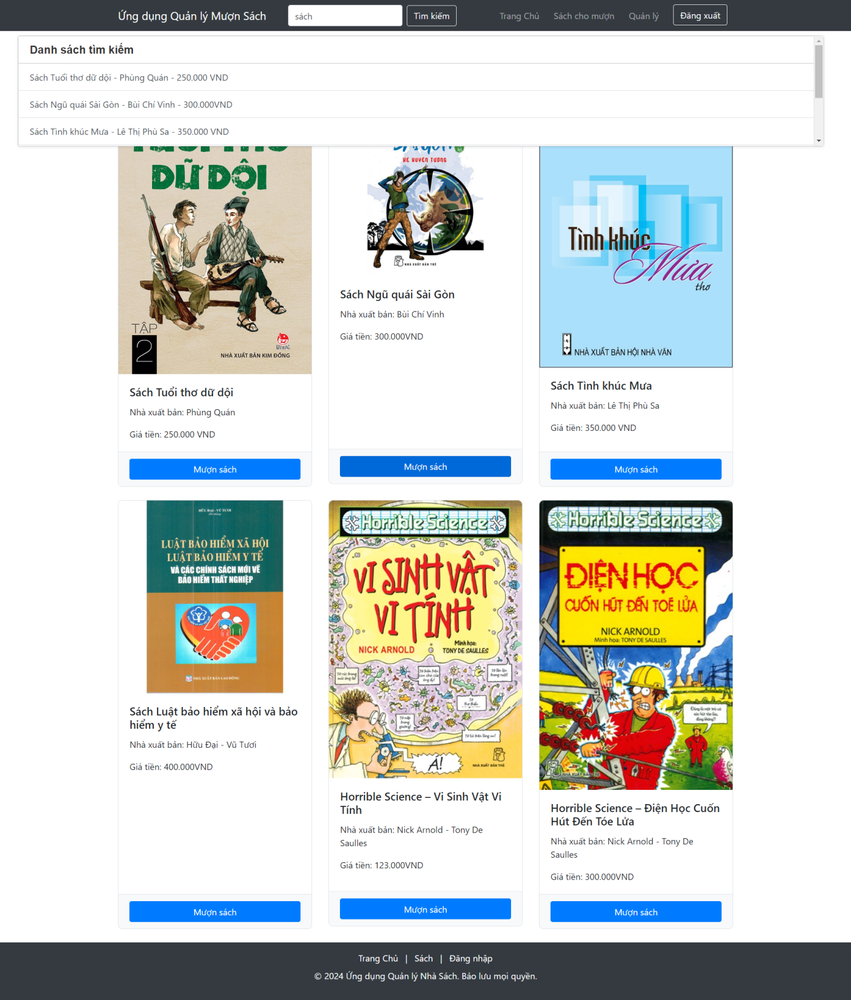 Ứng dụng Quản lý Mượn Sách
sách
Tìm kiếm
Trang Chủ
Sách cho mượn
Quản lý
Đăng xuất
Danh sách tìm kiếm
Sách Tuổi thơ dữ dội - Phùng Quán - 250.000 VND
Sách Ngũ quái Sài Gòn - Bùi Chí Vinh - 300.000VND
Sách Tình khúc Mưa - Lê Thị Phù Sa - 350.000 VND
DỮ DỘI
TẬP
2
KIM ĐỒNG
NHÀ XUẤT BẢN KIM ĐỒNG
Sách Tuổi thơ dữ dội
Nhà xuất bản: Phùng Quán
Giá tiền: 250.000 VND
Mượn sách
SÀI GÒN
16
KẺ XUYÊN TƯỜNG
NHÀ XUẤT BẢN TRẺ
Sách Ngũ quái Sài Gòn
Nhà xuất bản: Bùi Chí Vinh
Giá tiền: 300.000VND
Mượn sách
Tình khúc
Mưa
thơ
NHÀ XUẤT BẢN HỘI NHÀ VĂN
Sách Tình khúc Mưa
Nhà xuất bản: Lê Thị Phù Sa
Giá tiền: 350.000 VND
Mượn sách
HỮU ĐẠI - VŨ TƯƠI
LUẬT BẢO HIỂM XÃ HỘI
LUẬT BẢO HIỂM Y TẾ
VÀ CÁC CHÍNH SÁCH MỚI VỀ
BẢO HIỂM THẤT NGHIỆP
NHÀ XUẤT BẢN LAO ĐỘNG
Sách Luật bảo hiểm xã hội và bảo
hiểm y tế
Nhà xuất bản: Hữu Đại - Vũ Tươi
Giá tiền: 400.000VND
Mượn sách
Horrible Science
VI SINH VẬT
VI TÍNH
NICK ARNOLD
Minh họa:
TONY DE SAULLES
Á!
NHÀ XUẤT BẢN TRẺ
Horrible Science – Vi Sinh Vật Vi
Tính
Nhà xuất bản: Nick Arnold - Tony De
Saulles
Giá tiền: 123.000VND
Mượn sách
Horrible Science
ĐIỆN HỌC
CUỐN HÚT ĐẾN TOÉ LỬA
NICK ARNOLD
Minh họa: TONY DE SAULLES
NHÀ XUẤT BẢN TRẺ
Horrible Science – Điện Học Cuốn
Hút Đến Tóe Lửa
Nhà xuất bản: Nick Arnold - Tony De
Saulles
Giá tiền: 300.000VND
Mượn sách
Trang Chủ | Sách | Đăng nhập
© 2024 Ứng dụng Quản lý Nhà Sách. Bảo lưu mọi quyền.